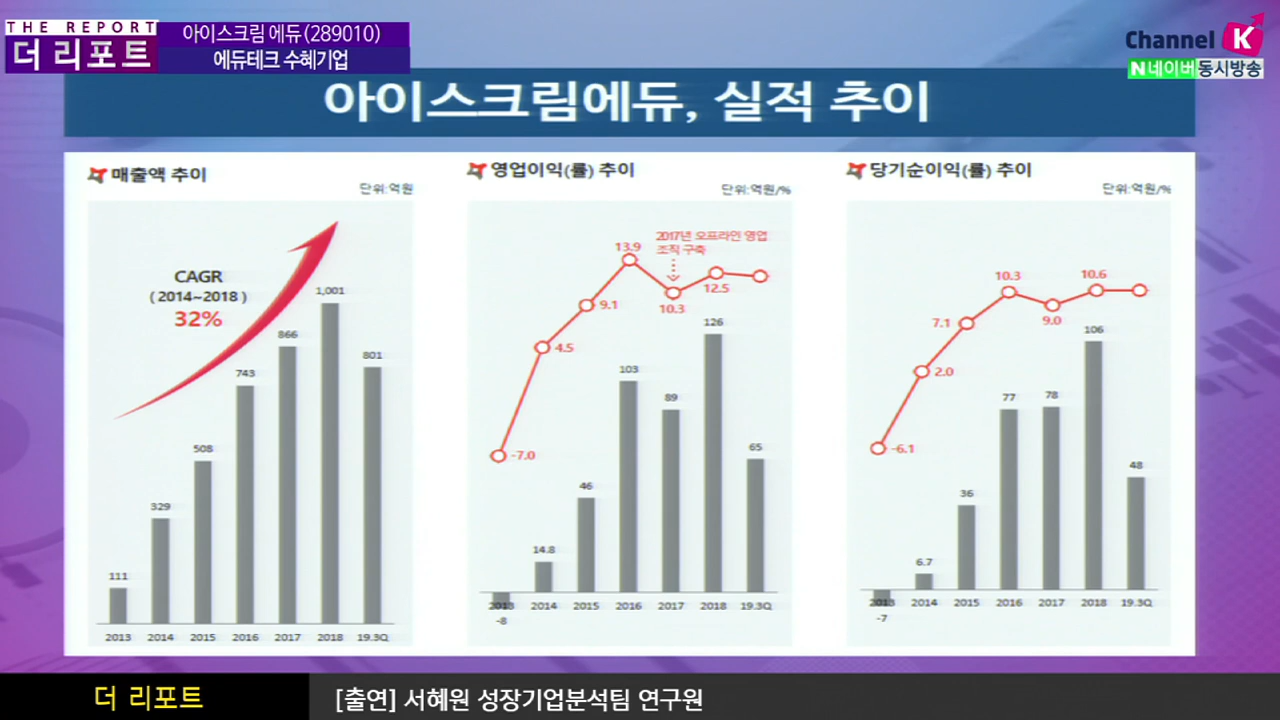 THE REPORT
더 리포트
아이스크림 에듀(289010)
에듀테크 수혜기업
Channel K
N네이버 동시방송
아이스크림에듀, 실적 추이
매출액 추이
단위:억원
CAGR
( 2014~2018 )
32%
111
329
508
743
866
1,001
801
2013
2014
2015
2016
2017
2018
19.3Q
영업이익(률) 추이
단위:억원/%
2017년 오프라인 영업
조직 구축
-7.0
4.5
9.1
13.9
10.3
12.5
14.8
46
103
89
126
65
2013
2014
2015
2016
2017
2018
19.3Q
-8
당기순이익(률) 추이
단위:억원/%
-6.1
2.0
7.1
10.3
9.0
10.6
6.7
36
77
78
106
48
2013
2014
2015
2016
2017
2018
19.3Q
-7
더 리포트
[출연] 서혜원 성장기업분석팀 연구원